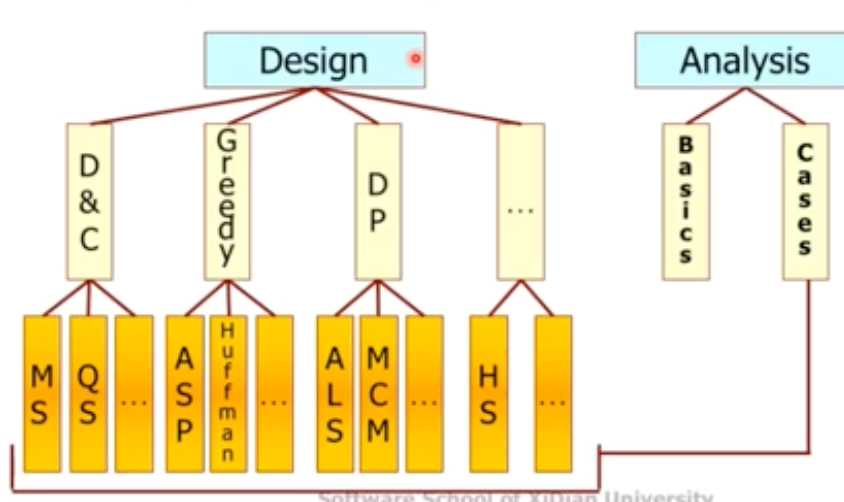 Design
Analysis
D&C
Greedy
DP
...
Basics
Cases
MS
QS
...
ASP
Huffman
...
ALS
MCM
...
HS
...
Software School of XiDian University